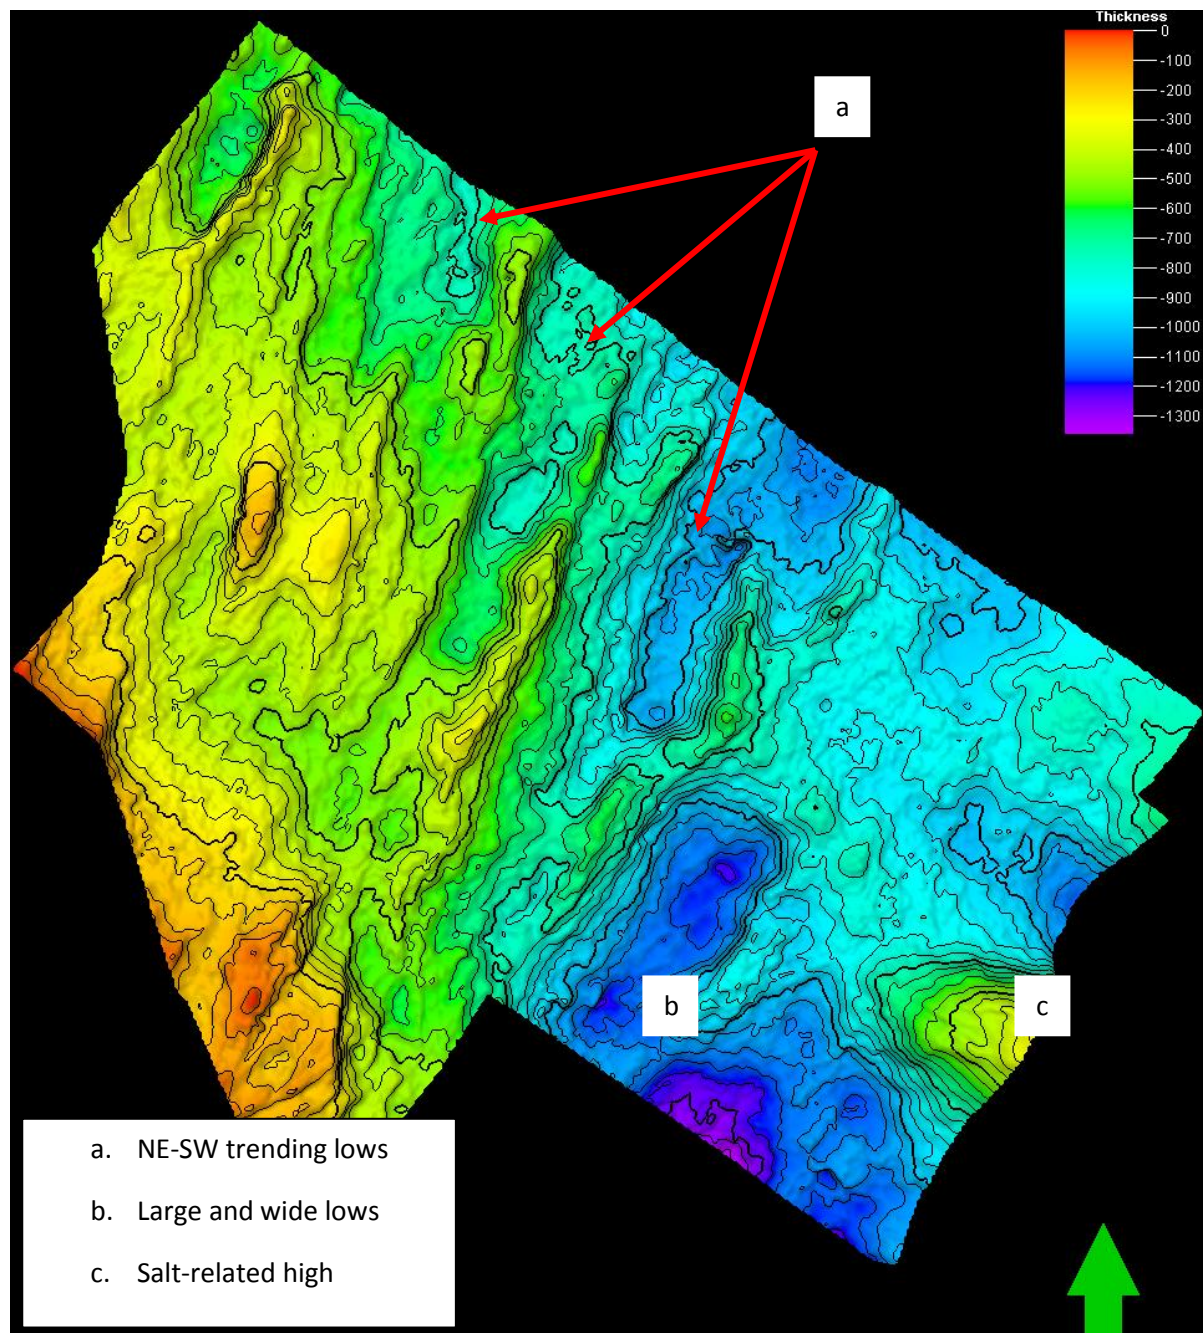 Thickness
0
-100
-200
-300
-400
-500
-600
-700
-800
-900
-1000
-1100
-1200
-1300
a
b
c
a. NE-SW trending lows
b. Large and wide lows
c. Salt-related high